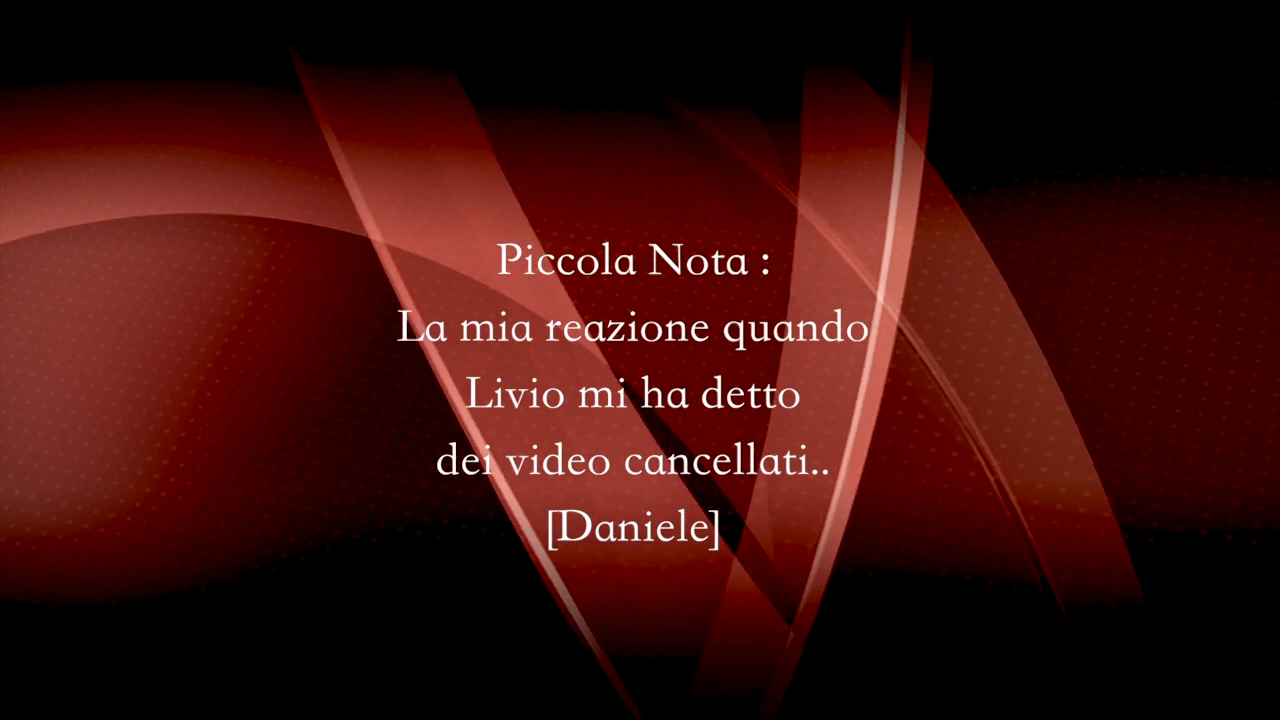 Piccola Nota :
La mia reazione quando
Livio mi ha detto
dei video cancellati..
[Daniele]